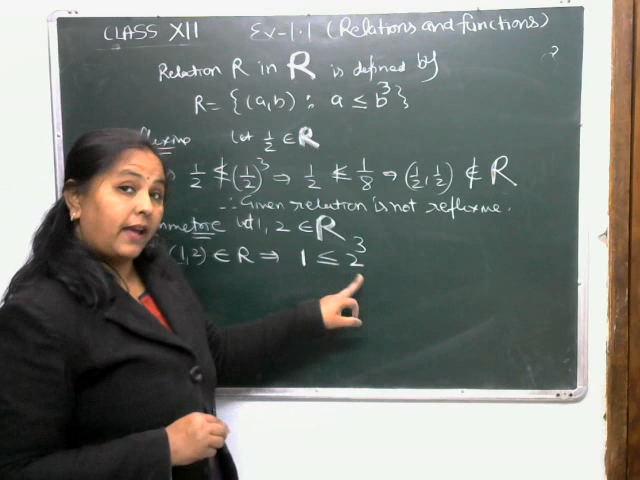 CLASS XII Ex-1.1 (Relations and functions)
Relation R in R is defined by
R = {(a,b) : a ≤ b³}
flexive let ½ ∈ R
½ ≰ (½)³ ⇒ ½ ≰ ⅛ ⇒ (½, ½) ∉ R
∴ Given relation is not reflexive.
mmetric let 1, 2 ∈ R
(1,2) ∈ R ⇒ 1 ≤ 2³